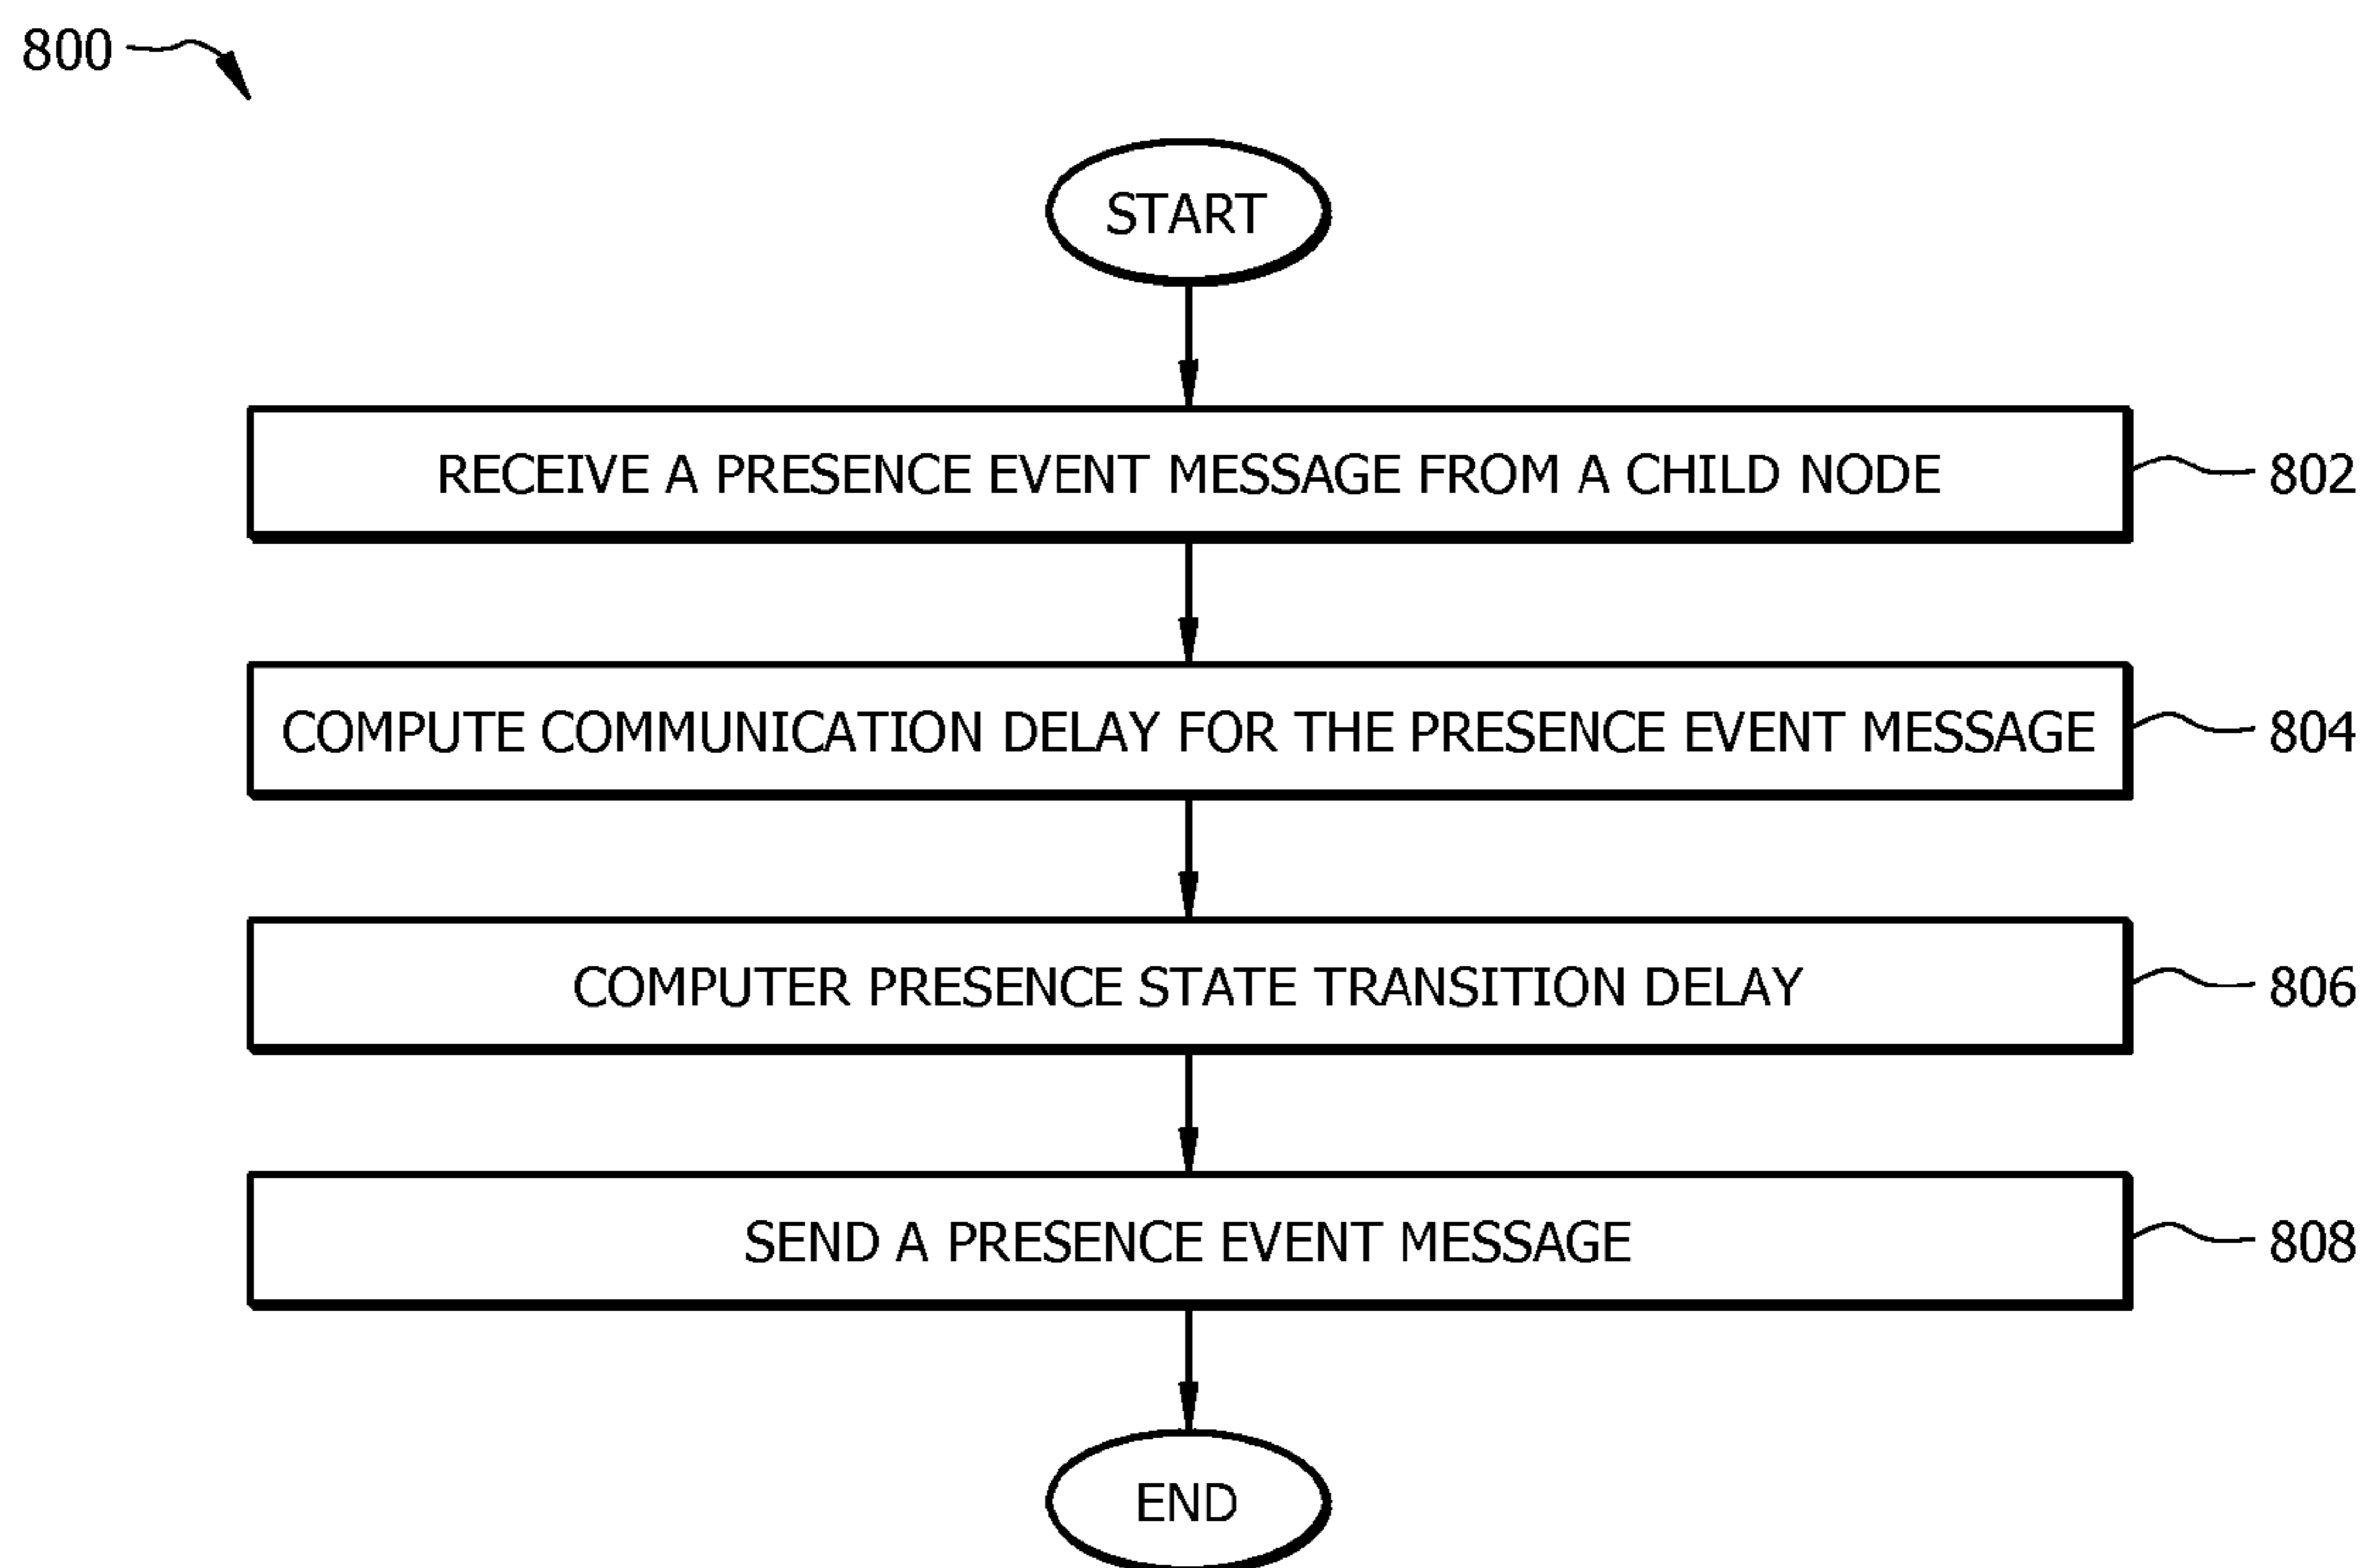 800
START
RECEIVE A PRESENCE EVENT MESSAGE FROM A CHILD NODE
802
COMPUTE COMMUNICATION DELAY FOR THE PRESENCE EVENT MESSAGE
804
COMPUTER PRESENCE STATE TRANSITION DELAY
806
SEND A PRESENCE EVENT MESSAGE
808
END